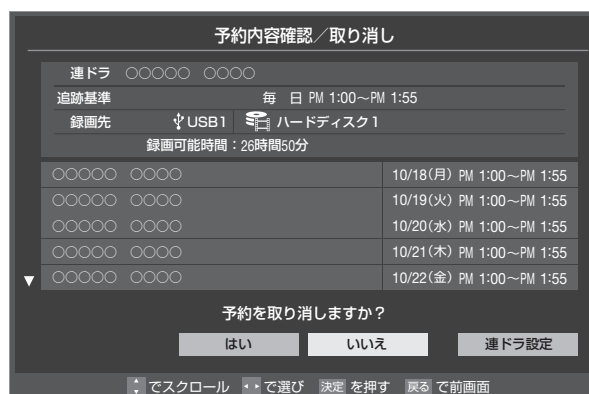 予約内容確認／取り消し
連ドラ ○○○○○ ○○○○
追跡基準 毎 日 PM 1:00～PM 1:55
録画先 USB1 ハードディスク1
録画可能時間：26時間50分
○○○○○ ○○○○ 10/18(月) PM 1:00～PM 1:55
○○○○○ ○○○○ 10/19(火) PM 1:00～PM 1:55
○○○○○ ○○○○ 10/20(水) PM 1:00～PM 1:55
○○○○○ ○○○○ 10/21(木) PM 1:00～PM 1:55
▼ ○○○○○ ○○○○ 10/22(金) PM 1:00～PM 1:55
予約を取り消しますか？
はい いいえ 連ドラ設定
でスクロール で選び 決定 を押す 戻る で前画面